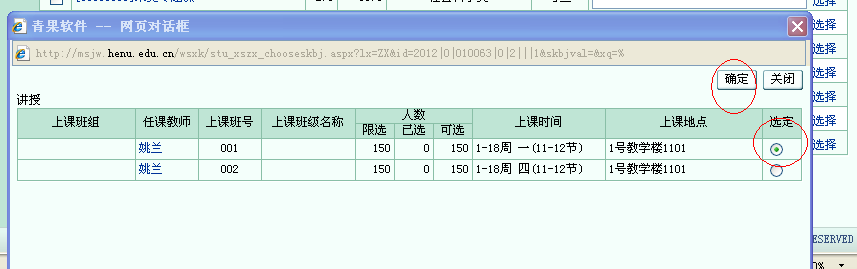 选择
青果软件 -- 网页对话框
http://msjw.henu.edu.cn/wsxk/stu_xszx_chooseskbj.aspx?lx=ZX&id=2012|0|010063|0|2|||1&skbjval=&xq=%
选择
选择
确定 关闭
选择
讲授
选择
上课班组 任课教师 上课班号 上课班级名称 人数 上课时间 上课地点 选定
限选 已选 可选
选择
姚兰 001 150 0 150 1-18周 一(11-12节) 1号教学楼1101
选择
姚兰 002 150 0 150 1-18周 四(11-12节) 1号教学楼1101
ESERVED
0%